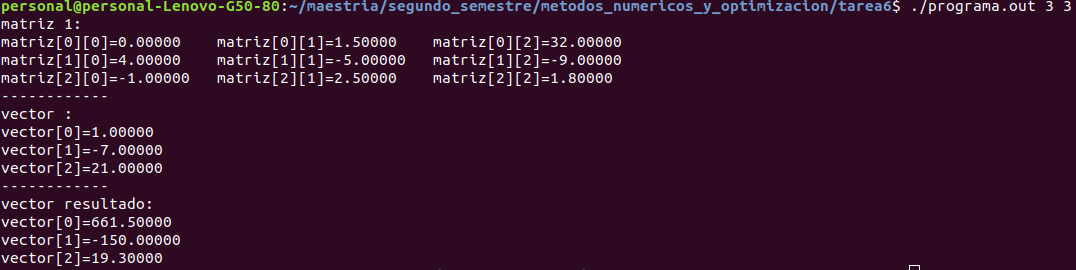 personal@personal-Lenovo-G50-80:~/maestria/segundo_semestre/metodos_numericos_y_optimizacion/tarea6$ ./programa.out 3 3
matriz 1:
matriz[0][0]=0.00000    matriz[0][1]=1.50000    matriz[0][2]=32.00000
matriz[1][0]=4.00000    matriz[1][1]=-5.00000   matriz[1][2]=-9.00000
matriz[2][0]=-1.00000   matriz[2][1]=2.50000    matriz[2][2]=1.80000
------------
vector :
vector[0]=1.00000
vector[1]=-7.00000
vector[2]=21.00000
------------
vector resultado:
vector[0]=661.50000
vector[1]=-150.00000
vector[2]=19.30000